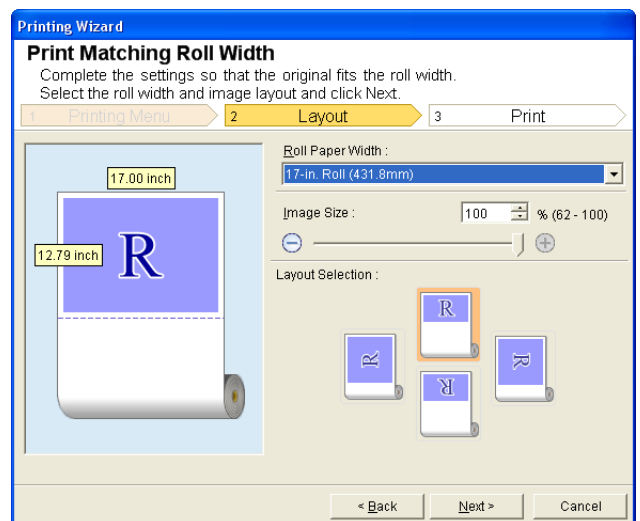 Printing Wizard
Print Matching Roll Width
Complete the settings so that the original fits the roll width.
Select the roll width and image layout and click Next.
1 Printing Menu 2 Layout 3 Print
Roll Paper Width :
17-in. Roll (431.8mm)
17.00 inch
Image Size : 100 % (62 - 100)
R
12.79 inch
Layout Selection :
R
R
R
R
< Back Next > Cancel